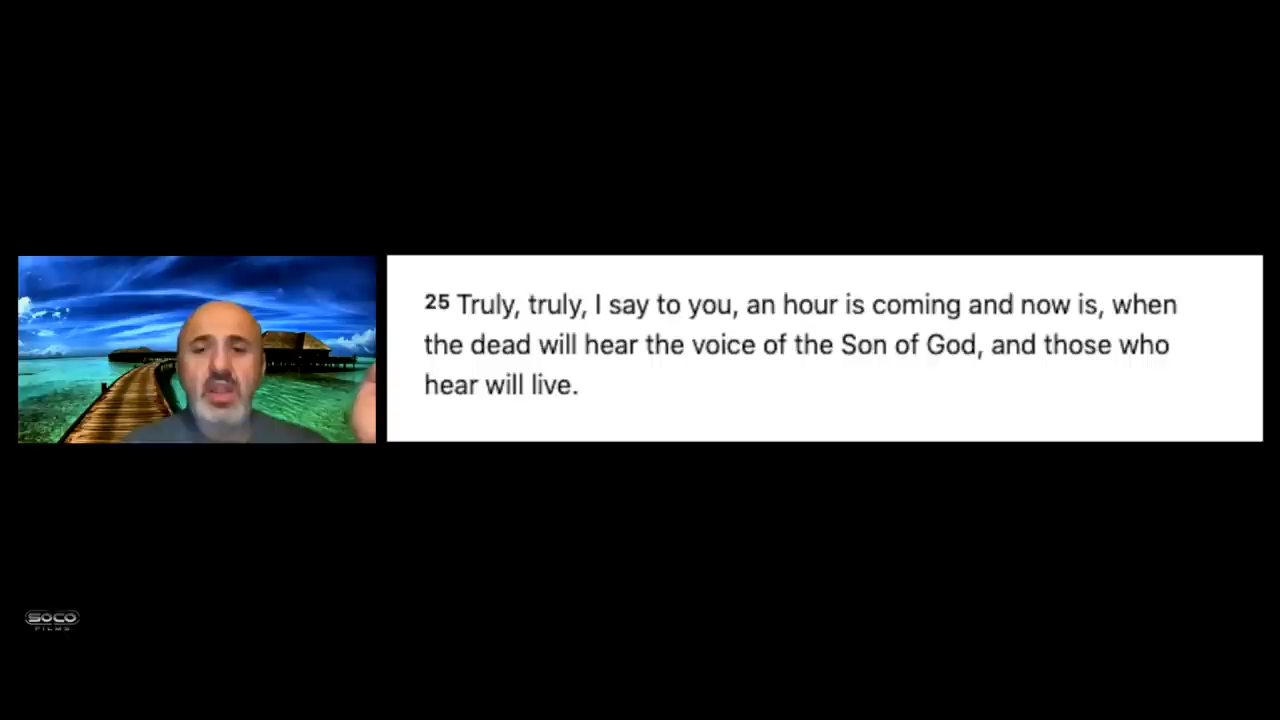 25 Truly, truly, I say to you, an hour is coming and now is, when
the dead will hear the voice of the Son of God, and those who
hear will live.
SOCO
FILMS